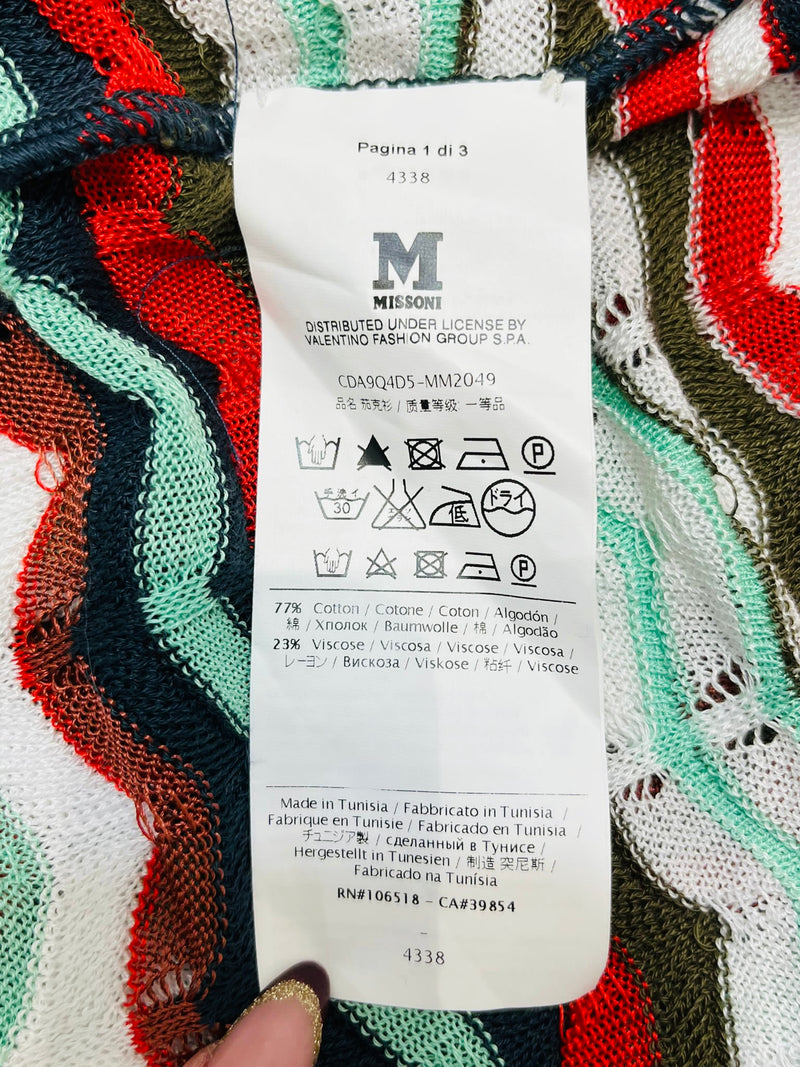 Pagina 1 di 3
4338
M
MISSONI
DISTRIBUTED UNDER LICENSE BY
VALENTINO FASHION GROUP S.P.A.
CDA9Q4D5-MM2049
品名 茄克衫 / 质量等级: 一等品
P
手洗イ
30
低
ドライ
P
77% Cotton / Cotone / Coton / Algodón /
綿 / Хполок / Baumwolle / 棉 / Algodão
23% Viscose / Viscosa / Viscose / Viscosa /
レーヨン / Вискоза / Viskose / 粘纤 / Viscose
Made in Tunisia / Fabbricato in Tunisia /
Fabrique en Tunisie / Fabricado en Tunisia /
チュニジア製 / сделанный в Тунисе /
Hergestellt in Tunesien / 制造 突尼斯 /
Fabricado na Tunísia
RN#106518 - CA#39854
-
4338